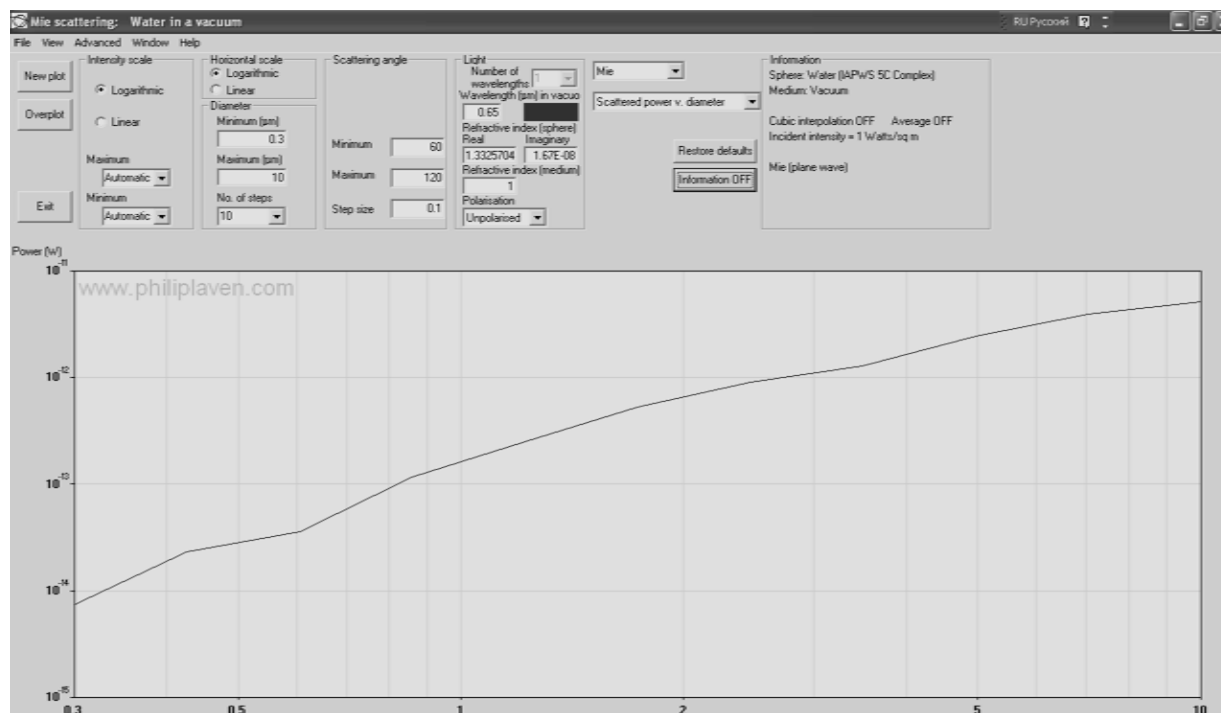 Mie scattering: Water in a vacuum
RU Русский
File View Advanced Window Help
New plot
Overplot
Exit
Intensity scale
Logarithmic
Linear
Maximum
Automatic
Minimum
Automatic
Horizontal scale
Logarithmic
Linear
Diameter
Minimum (µm)
0.3
Maximum (µm)
10
No. of steps
10
Scattering angle
Minimum 60
Maximum 120
Step size 0.1
Light
Number of
wavelengths 1
Wavelength (µm) in vacuo
0.65
Refractive index (sphere)
Real Imaginary
1.3325704 1.67E-08
Refractive index (medium)
1
Polarisation
Unpolarised
Mie
Scattered power v. diameter
Restore defaults
Information OFF
Information
Sphere: Water (IAPWS 5C Complex)
Medium: Vacuum
Cubic interpolation OFF Average OFF
Incident intensity = 1 Watts/sq m
Mie (plane wave)
Power (W)
www.philiplaven.com
10⁻¹¹
10⁻¹²
10⁻¹³
10⁻¹⁴
10⁻¹⁵
0.3 0.5 1 2 5 10